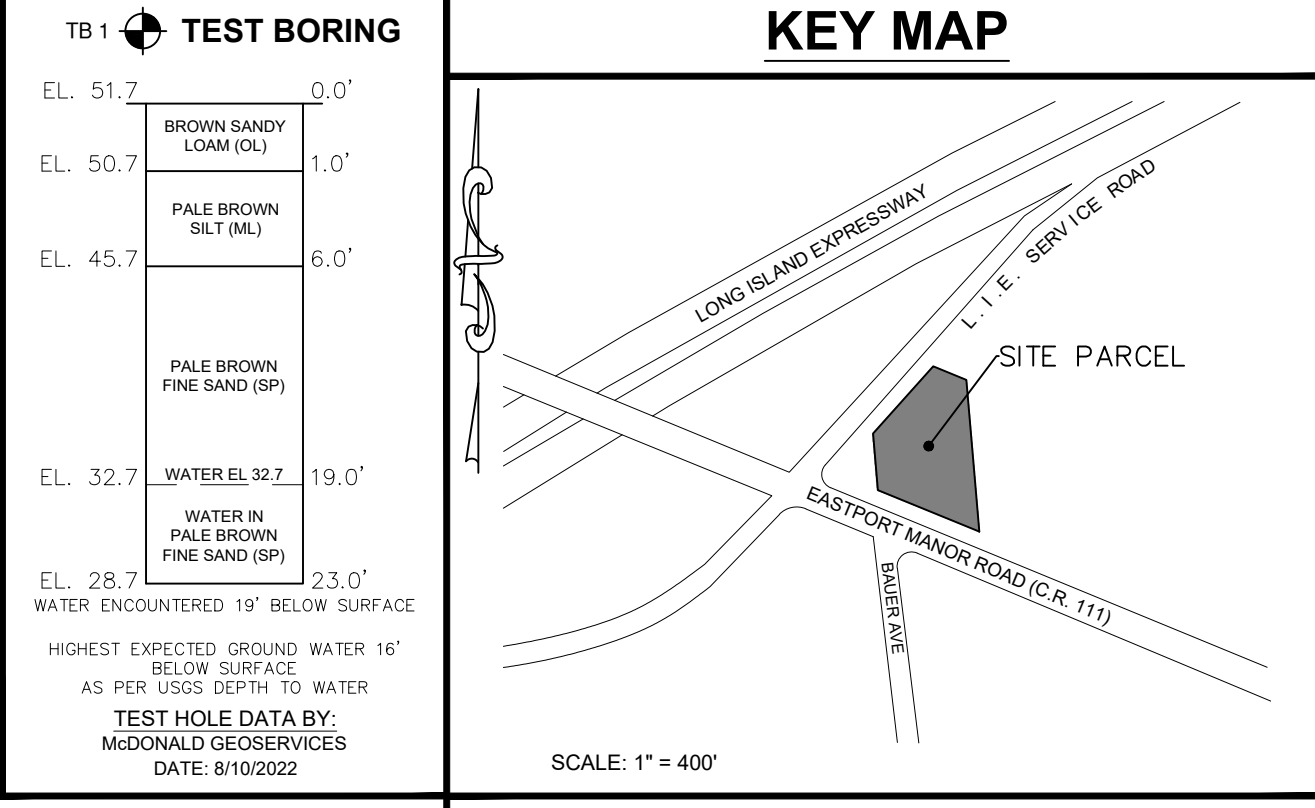 TB 1 TEST BORING
EL. 51.7 0.0'
BROWN SANDY
LOAM (OL)
EL. 50.7 1.0'
PALE BROWN
SILT (ML)
EL. 45.7 6.0'
PALE BROWN
FINE SAND (SP)
EL. 32.7 WATER EL 32.7 19.0'
WATER IN
PALE BROWN
FINE SAND (SP)
EL. 28.7 23.0'
WATER ENCOUNTERED 19' BELOW SURFACE
HIGHEST EXPECTED GROUND WATER 16'
BELOW SURFACE
AS PER USGS DEPTH TO WATER
TEST HOLE DATA BY:
McDONALD GEOSERVICES
DATE: 8/10/2022
KEY MAP
LONG ISLAND EXPRESSWAY
L.I.E. SERVICE ROAD
SITE PARCEL
EASTPORT MANOR ROAD (C.R. 111)
BAUER AVE
SCALE: 1" = 400'